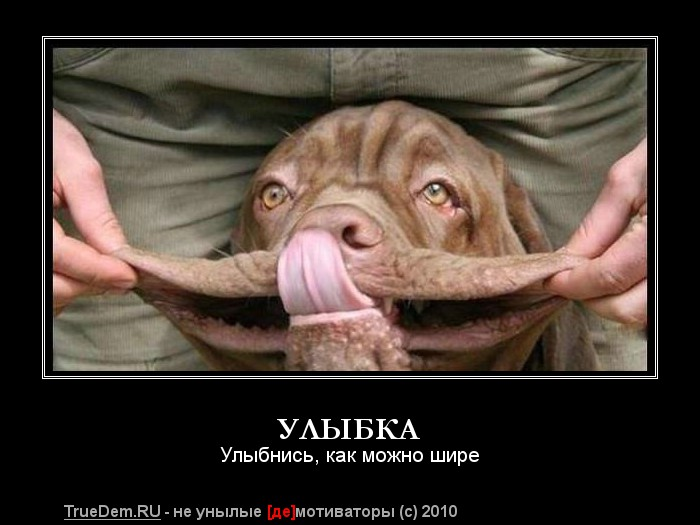 УЛЫБКА
Улыбнись, как можно шире
TrueDem.RU - не унылые [де]мотиваторы (с) 2010